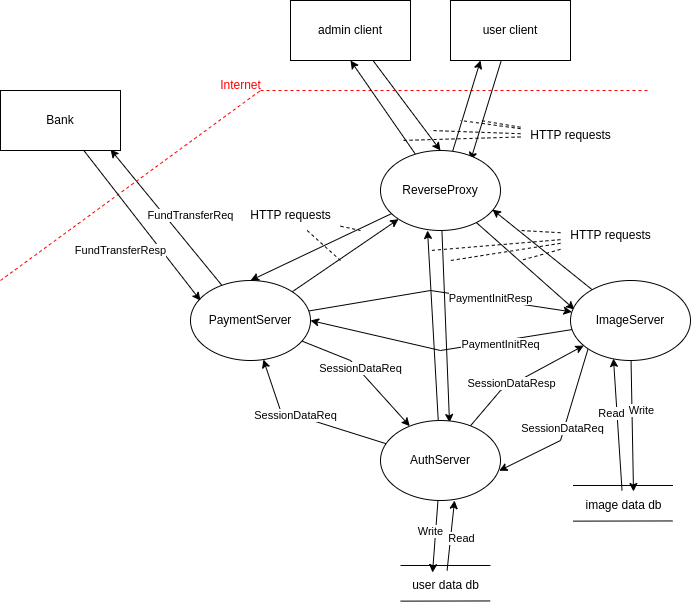 admin client
user client
Internet
Bank
HTTP requests
ReverseProxy
FundTransferReq
HTTP requests
HTTP requests
FundTransferResp
PaymentInitResp
PaymentServer
ImageServer
PaymentInitReq
SessionDataReq
SessionDataResp
SessionDataReq
Read
Write
SessionDataReq
AuthServer
image data db
Write
Read
user data db